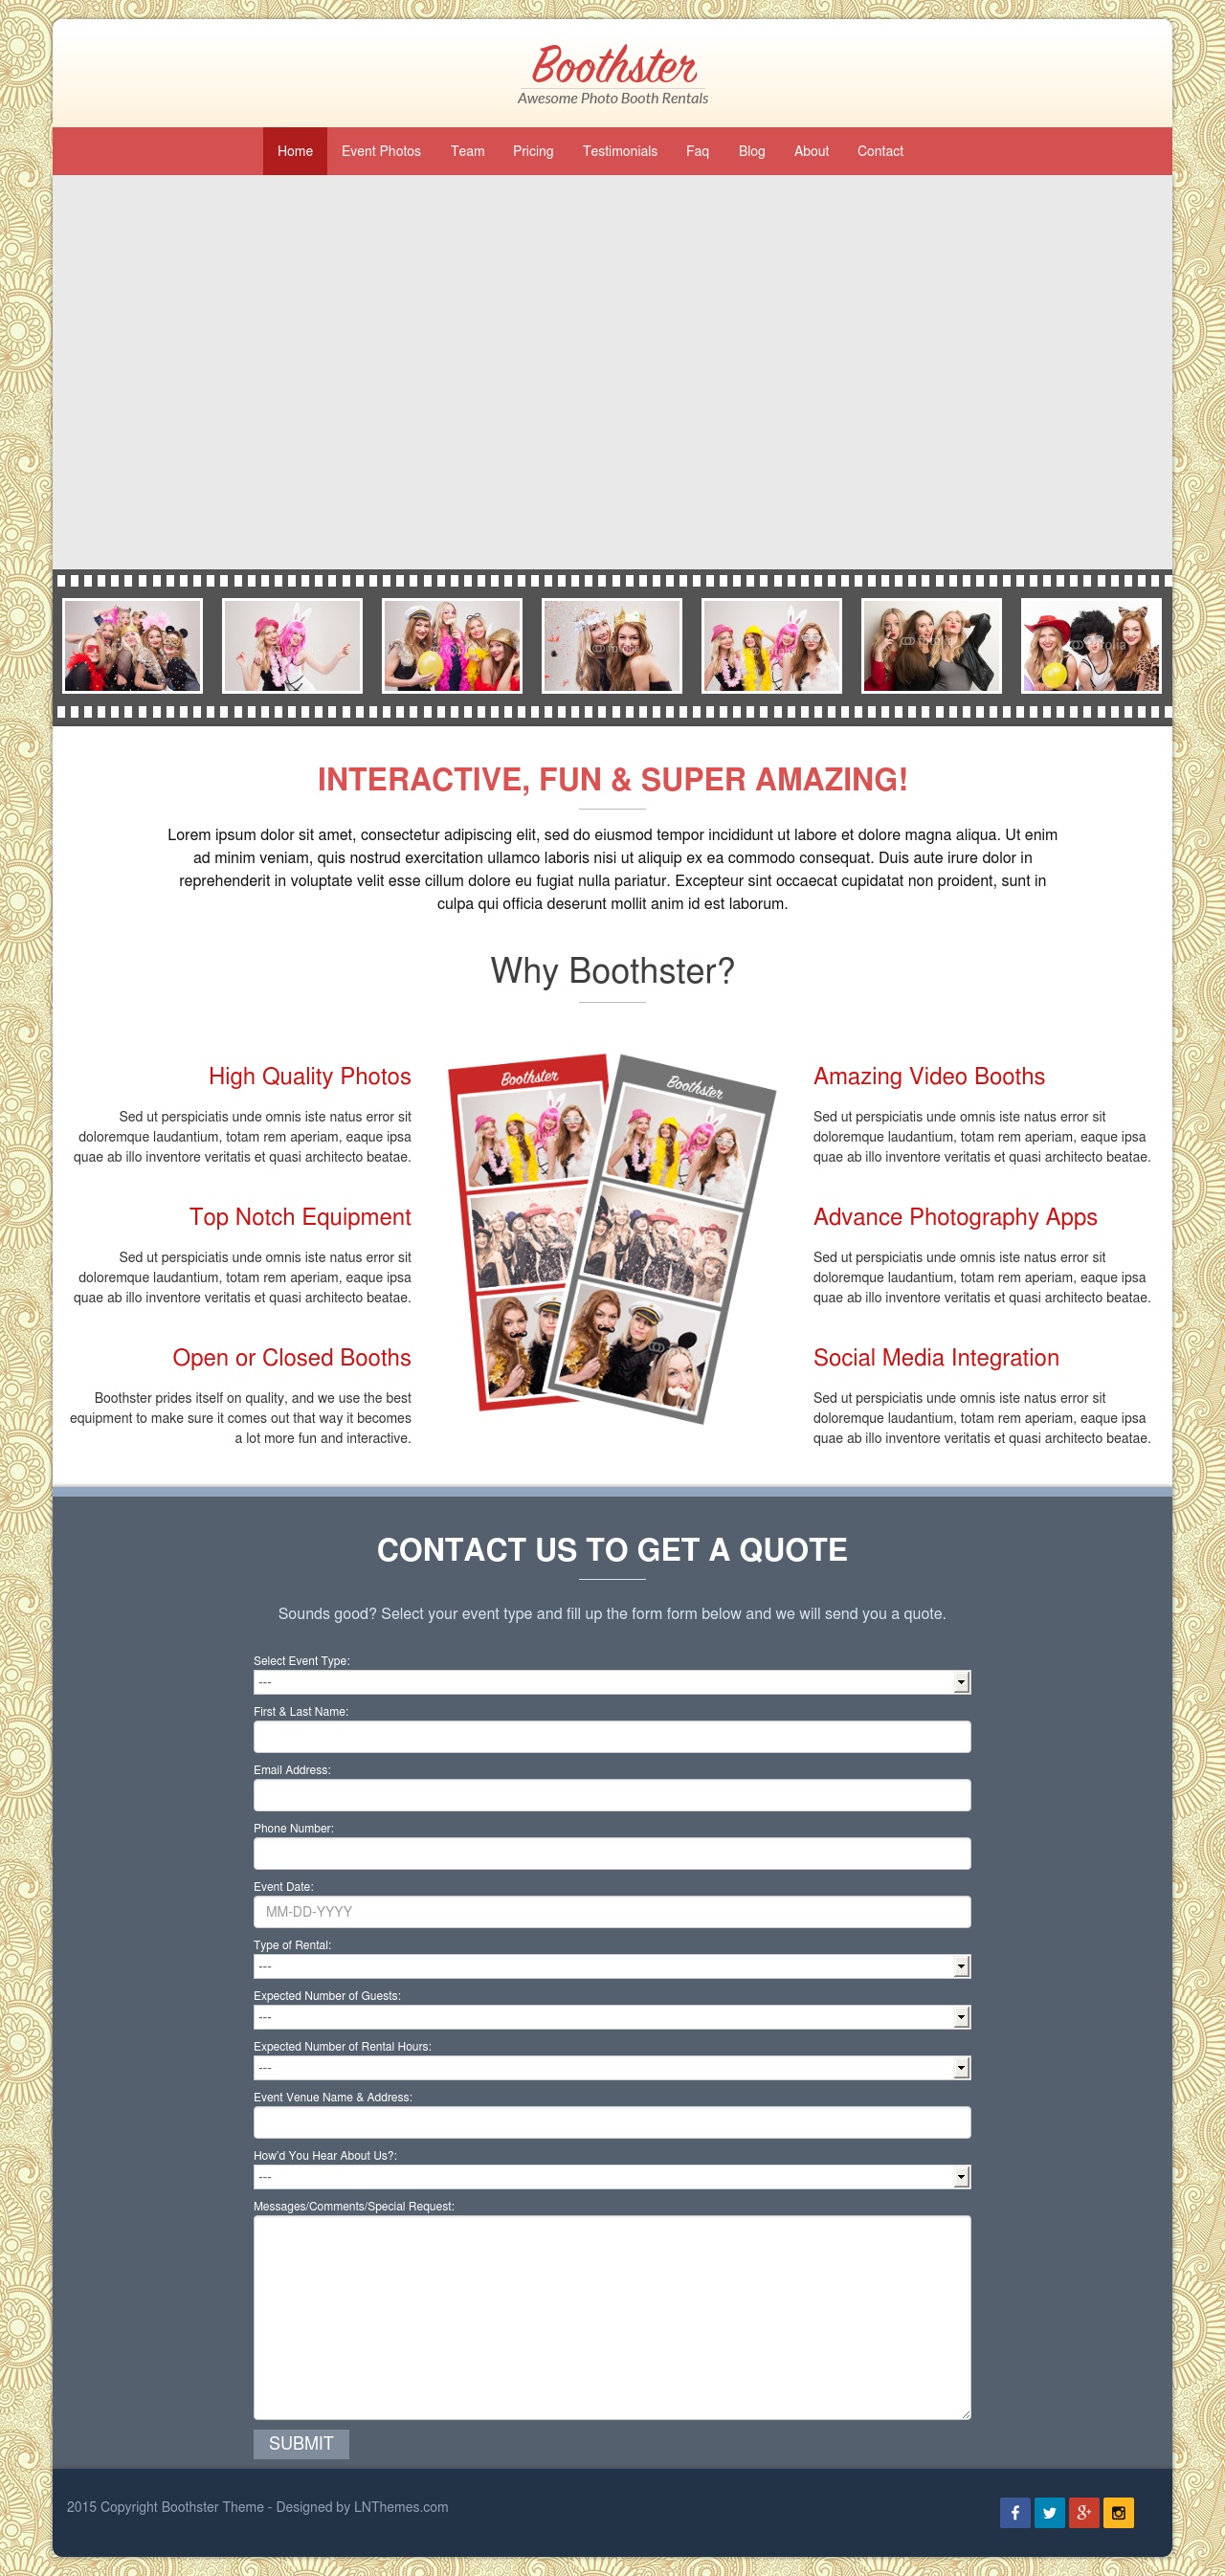 Boothster
Awesome Photo Booth Rentals
Home Event Photos Team Pricing Testimonials Faq Blog About Contact
fotolia
INTERACTIVE, FUN & SUPER AMAZING!
Lorem ipsum dolor sit amet, consectetur adipiscing elit, sed do eiusmod tempor incididunt ut labore et dolore magna aliqua. Ut enim
ad minim veniam, quis nostrud exercitation ullamco laboris nisi ut aliquip ex ea commodo consequat. Duis aute irure dolor in
reprehenderit in voluptate velit esse cillum dolore eu fugiat nulla pariatur. Excepteur sint occaecat cupidatat non proident, sunt in
culpa qui officia deserunt mollit anim id est laborum.
Why Boothster?
High Quality Photos
Sed ut perspiciatis unde omnis iste natus error sit
doloremque laudantium, totam rem aperiam, eaque ipsa
quae ab illo inventore veritatis et quasi architecto beatae.
Top Notch Equipment
Sed ut perspiciatis unde omnis iste natus error sit
doloremque laudantium, totam rem aperiam, eaque ipsa
quae ab illo inventore veritatis et quasi architecto beatae.
Open or Closed Booths
Boothster prides itself on quality, and we use the best
equipment to make sure it comes out that way it becomes
a lot more fun and interactive.
Boothster
Boothster
Amazing Video Booths
Sed ut perspiciatis unde omnis iste natus error sit
doloremque laudantium, totam rem aperiam, eaque ipsa
quae ab illo inventore veritatis et quasi architecto beatae.
Advance Photography Apps
Sed ut perspiciatis unde omnis iste natus error sit
doloremque laudantium, totam rem aperiam, eaque ipsa
quae ab illo inventore veritatis et quasi architecto beatae.
Social Media Integration
Sed ut perspiciatis unde omnis iste natus error sit
doloremque laudantium, totam rem aperiam, eaque ipsa
quae ab illo inventore veritatis et quasi architecto beatae.
CONTACT US TO GET A QUOTE
Sounds good? Select your event type and fill up the form form below and we will send you a quote.
Select Event Type:
---
First & Last Name:
Email Address:
Phone Number:
Event Date:
MM-DD-YYYY
Type of Rental:
---
Expected Number of Guests:
---
Expected Number of Rental Hours:
---
Event Venue Name & Address:
How'd You Hear About Us?:
---
Messages/Comments/Special Request:
SUBMIT
2015 Copyright Boothster Theme - Designed by LNThemes.com